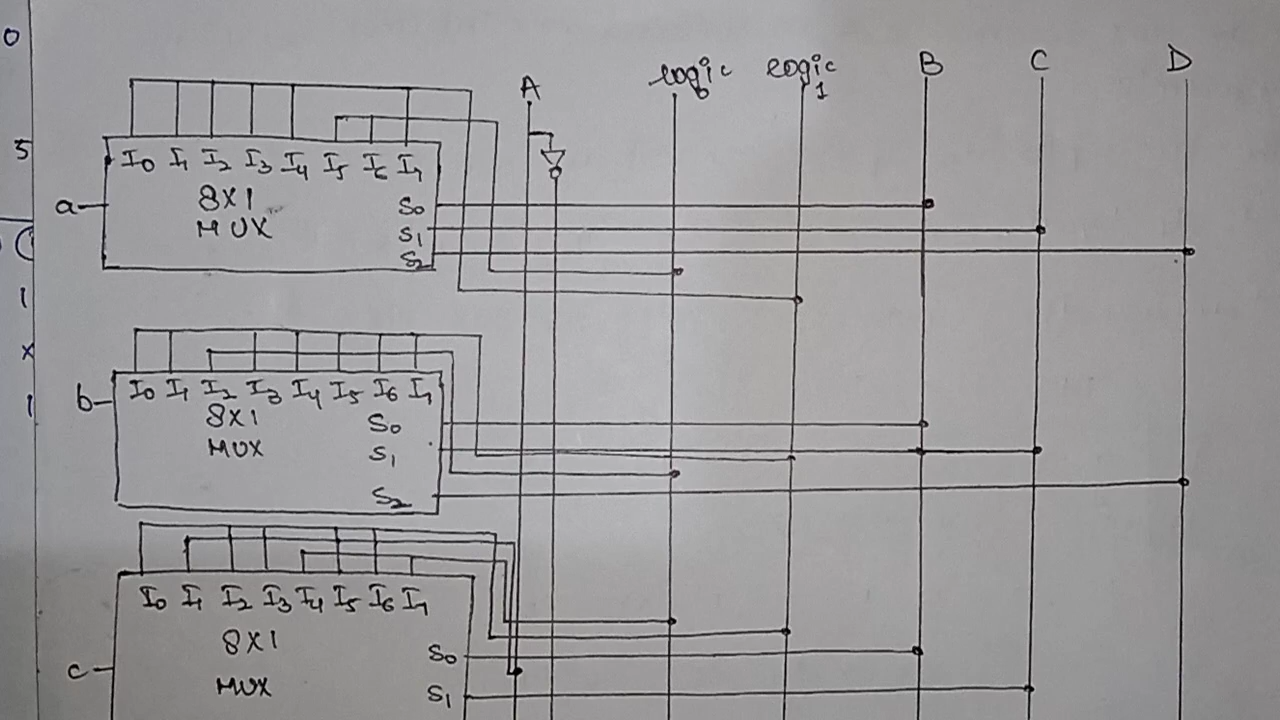 0
5
1
x
1
A
logic 0
logic 1
B
C
D
I0 I1 I2 I3 I4 I5 I6 I7
a
8X1
MUX
S0
S1
S2
I0 I1 I2 I3 I4 I5 I6 I7
b
8X1
MUX
S0
S1
S2
I0 I1 I2 I3 I4 I5 I6 I7
8X1
MUX
c
S0
S1